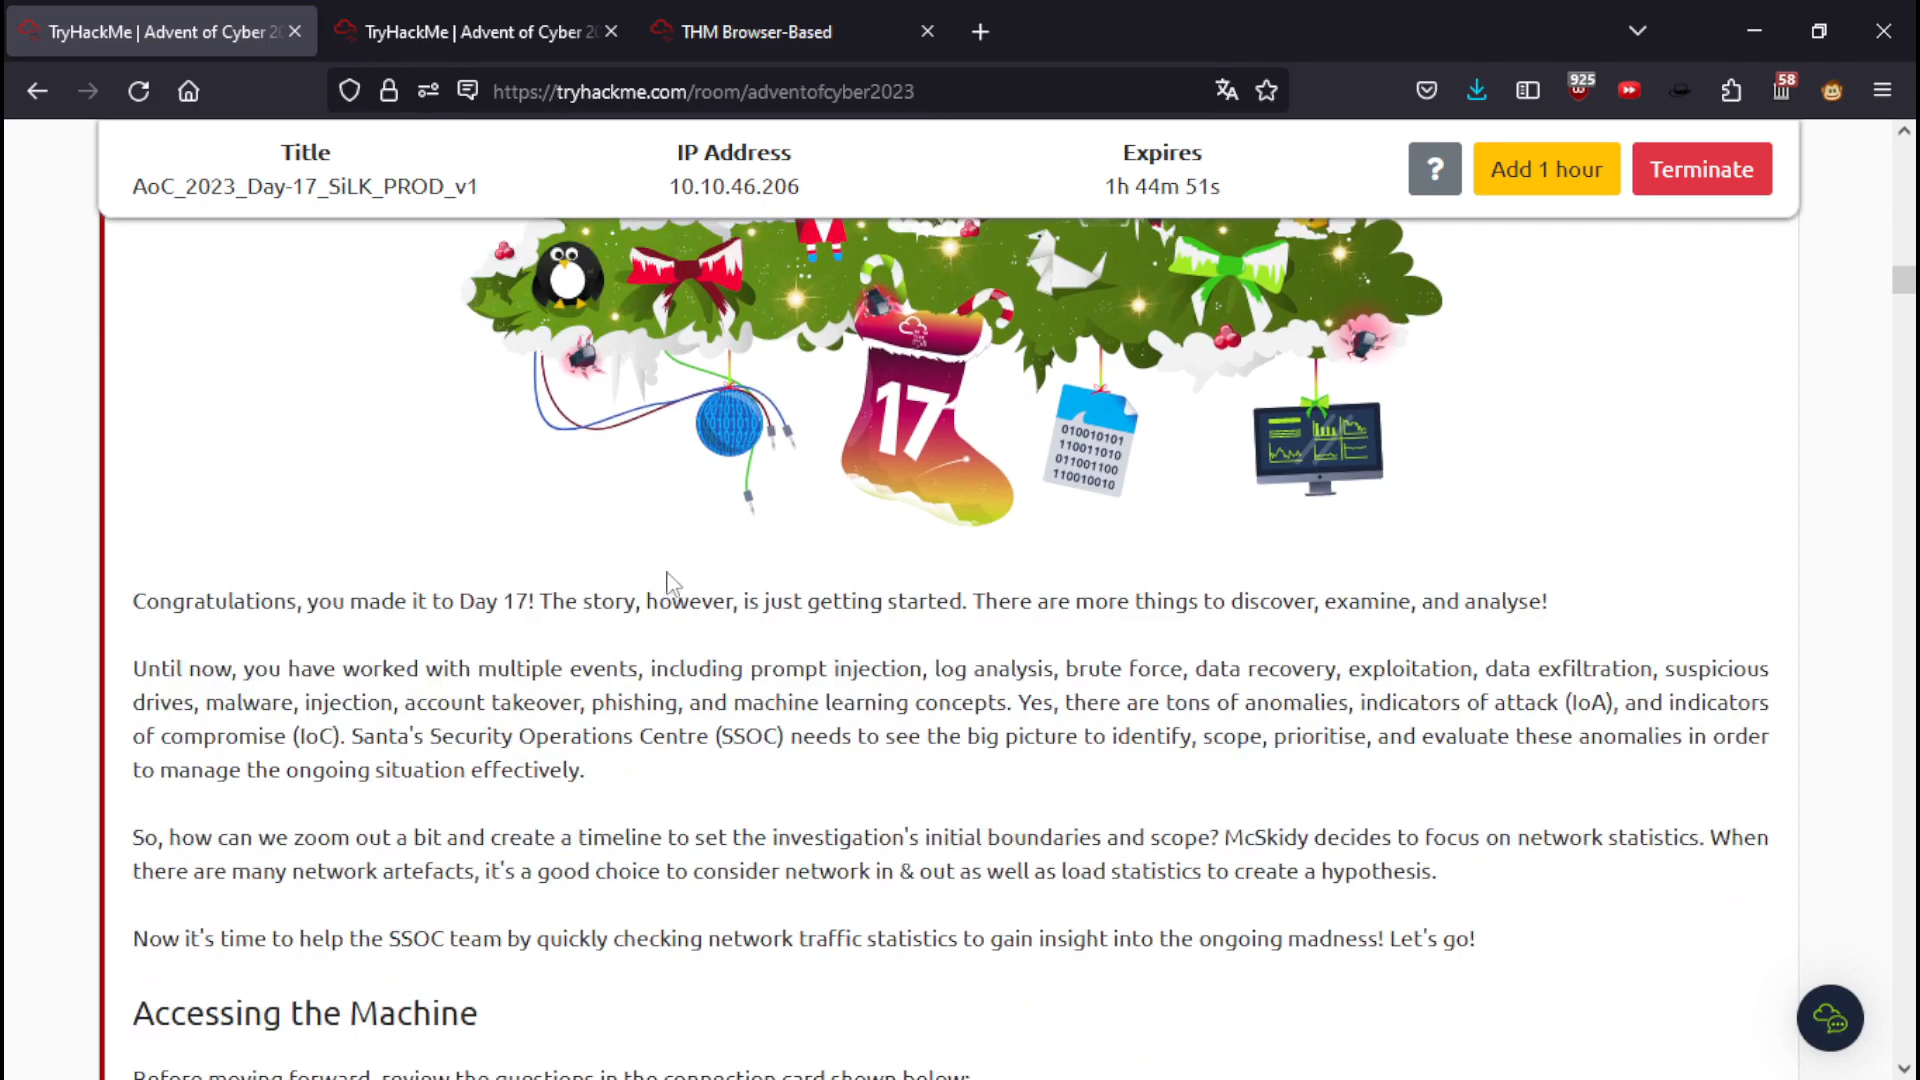 TryHackMe | Advent of Cyber 2
TryHackMe | Advent of Cyber 20
THM Browser-Based
https://tryhackme.com/room/adventofcyber2023
925
58
Title
IP Address
Expires
AoC_2023_Day-17_SiLK_PROD_v1
10.10.46.206
1h 44m 51s
?
Add 1 hour
Terminate
17
010010101
110011010
011001100
110010010
Congratulations, you made it to Day 17! The story, however, is just getting started. There are more things to discover, examine, and analyse!
Until now, you have worked with multiple events, including prompt injection, log analysis, brute force, data recovery, exploitation, data exfiltration, suspicious
drives, malware, injection, account takeover, phishing, and machine learning concepts. Yes, there are tons of anomalies, indicators of attack (IoA), and indicators
of compromise (IoC). Santa's Security Operations Centre (SSOC) needs to see the big picture to identify, scope, prioritise, and evaluate these anomalies in order
to manage the ongoing situation effectively.
So, how can we zoom out a bit and create a timeline to set the investigation's initial boundaries and scope? McSkidy decides to focus on network statistics. When
there are many network artefacts, it's a good choice to consider network in & out as well as load statistics to create a hypothesis.
Now it's time to help the SSOC team by quickly checking network traffic statistics to gain insight into the ongoing madness! Let's go!
Accessing the Machine
Before moving forward, review the questions in the connection card shown below: